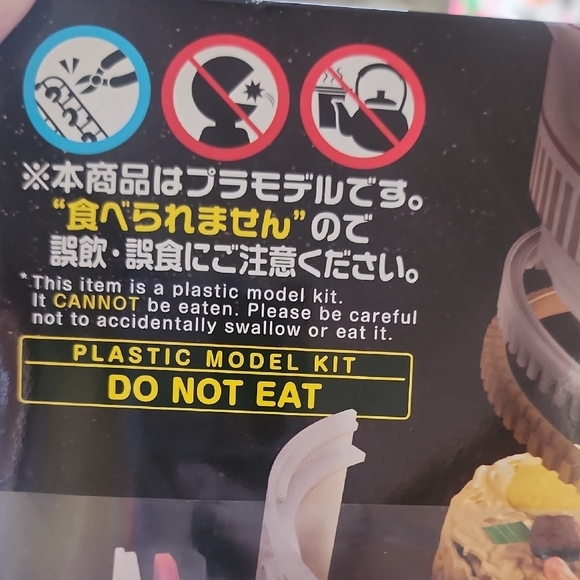 ※本商品はプラモデルです。
“食べられません”ので
誤飲・誤食にご注意ください。
*This item is a plastic model kit.
It CANNOT be eaten. Please be careful
not to accidentally swallow or eat it.
PLASTIC MODEL KIT
DO NOT EAT